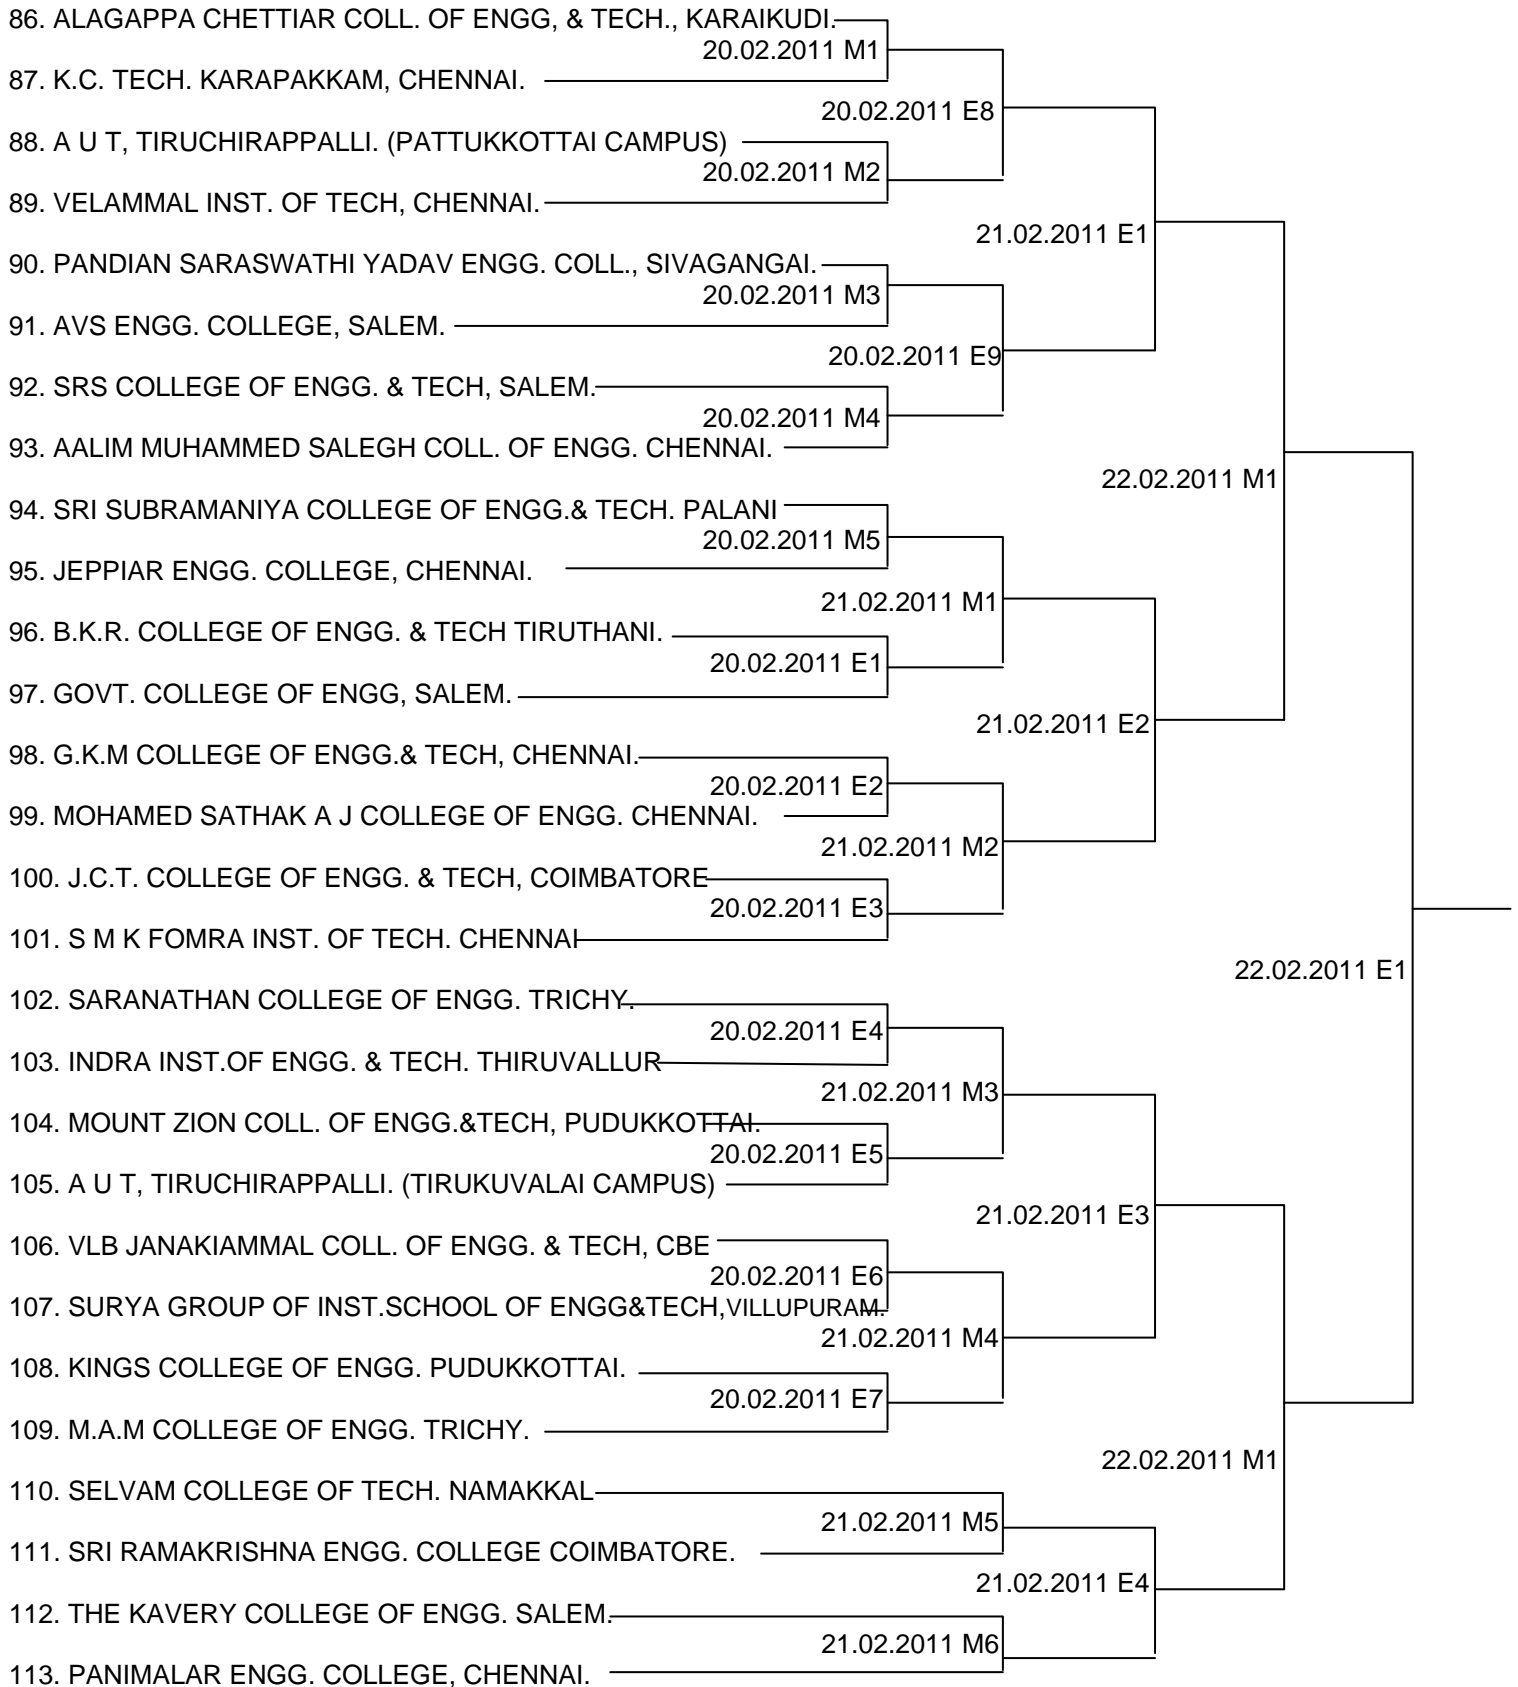 86. ALAGAPPA CHETTIAR COLL. OF ENGG, & TECH., KARAIKUDI.
20.02.2011 M1
87. K.C. TECH. KARAPAKKAM, CHENNAI.
20.02.2011 E8
88. A U T, TIRUCHIRAPPALLI. (PATTUKKOTTAI CAMPUS)
20.02.2011 M2
89. VELAMMAL INST. OF TECH, CHENNAI.
21.02.2011 E1
90. PANDIAN SARASWATHI YADAV ENGG. COLL., SIVAGANGAI.
20.02.2011 M3
91. AVS ENGG. COLLEGE, SALEM.
20.02.2011 E9
92. SRS COLLEGE OF ENGG. & TECH, SALEM.
20.02.2011 M4
93. AALIM MUHAMMED SALEGH COLL. OF ENGG. CHENNAI.
22.02.2011 M1
94. SRI SUBRAMANIYA COLLEGE OF ENGG.& TECH. PALANI
20.02.2011 M5
95. JEPPIAR ENGG. COLLEGE, CHENNAI.
21.02.2011 M1
96. B.K.R. COLLEGE OF ENGG. & TECH TIRUTHANI.
20.02.2011 E1
97. GOVT. COLLEGE OF ENGG, SALEM.
21.02.2011 E2
98. G.K.M COLLEGE OF ENGG.& TECH, CHENNAI.
20.02.2011 E2
99. MOHAMED SATHAK A J COLLEGE OF ENGG. CHENNAI.
21.02.2011 M2
100. J.C.T. COLLEGE OF ENGG. & TECH, COIMBATORE
20.02.2011 E3
101. S M K FOMRA INST. OF TECH. CHENNAI
22.02.2011 E1
102. SARANATHAN COLLEGE OF ENGG. TRICHY.
20.02.2011 E4
103. INDRA INST.OF ENGG. & TECH. THIRUVALLUR
21.02.2011 M3
104. MOUNT ZION COLL. OF ENGG.&TECH, PUDUKKOTTAI.
20.02.2011 E5
105. A U T, TIRUCHIRAPPALLI. (TIRUKUVALAI CAMPUS)
21.02.2011 E3
106. VLB JANAKIAMMAL COLL. OF ENGG. & TECH, CBE
20.02.2011 E6
107. SURYA GROUP OF INST.SCHOOL OF ENGG&TECH,VILLUPURAM.
21.02.2011 M4
108. KINGS COLLEGE OF ENGG. PUDUKKOTTAI.
20.02.2011 E7
109. M.A.M COLLEGE OF ENGG. TRICHY.
22.02.2011 M1
110. SELVAM COLLEGE OF TECH. NAMAKKAL
21.02.2011 M5
111. SRI RAMAKRISHNA ENGG. COLLEGE COIMBATORE.
21.02.2011 E4
112. THE KAVERY COLLEGE OF ENGG. SALEM.
21.02.2011 M6
113. PANIMALAR ENGG. COLLEGE, CHENNAI.